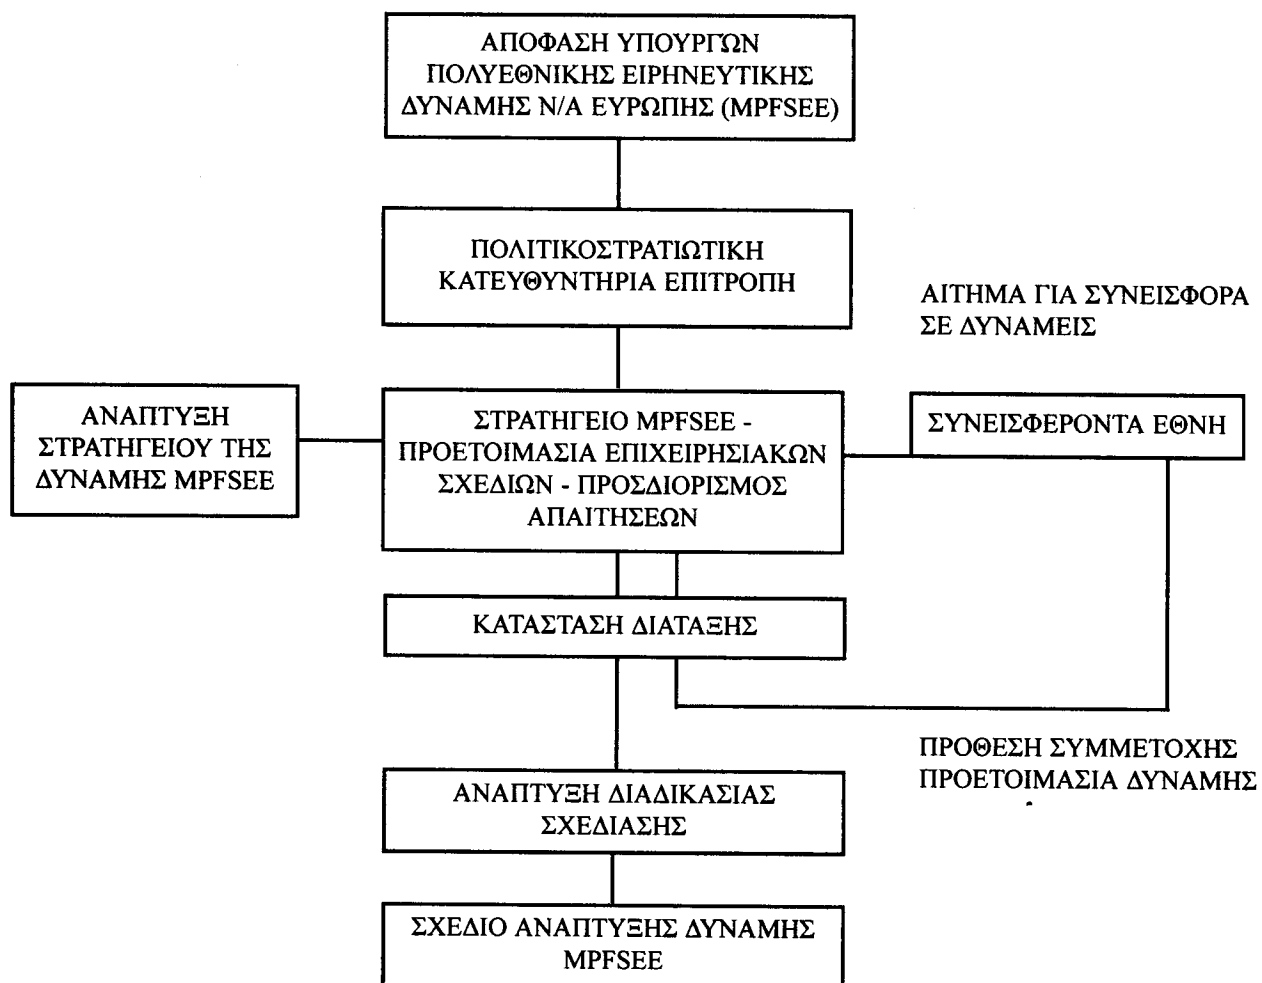 ΑΠΟΦΑΣΗ ΥΠΟΥΡΓΩΝ
ΠΟΛΥΕΘΝΙΚΗΣ ΕΙΡΗΝΕΥΤΙΚΗΣ
ΔΥΝΑΜΗΣ Ν/Α ΕΥΡΩΠΗΣ (MPFSEE)
ΠΟΛΙΤΙΚΟΣΤΡΑΤΙΩΤΙΚΗ
ΚΑΤΕΥΘΥΝΤΗΡΙΑ ΕΠΙΤΡΟΠΗ
ΑΙΤΗΜΑ ΓΙΑ ΣΥΝΕΙΣΦΟΡΑ
ΣΕ ΔΥΝΑΜΕΙΣ
ΑΝΑΠΤΥΞΗ
ΣΤΡΑΤΗΓΕΙΟΥ ΤΗΣ
ΔΥΝΑΜΗΣ MPFSEE
ΣΤΡΑΤΗΓΕΙΟ MPFSEE -
ΠΡΟΕΤΟΙΜΑΣΙΑ ΕΠΙΧΕΙΡΗΣΙΑΚΩΝ
ΣΧΕΔΙΩΝ - ΠΡΟΣΔΙΟΡΙΣΜΟΣ
ΑΠΑΙΤΗΣΕΩΝ
ΣΥΝΕΙΣΦΕΡΟΝΤΑ ΕΘΝΗ
ΚΑΤΑΣΤΑΣΗ ΔΙΑΤΑΞΗΣ
ΠΡΟΘΕΣΗ ΣΥΜΜΕΤΟΧΗΣ
ΠΡΟΕΤΟΙΜΑΣΙΑ ΔΥΝΑΜΗΣ
ΑΝΑΠΤΥΞΗ ΔΙΑΔΙΚΑΣΙΑΣ
ΣΧΕΔΙΑΣΗΣ
ΣΧΕΔΙΟ ΑΝΑΠΤΥΞΗΣ ΔΥΝΑΜΗΣ
MPFSEE